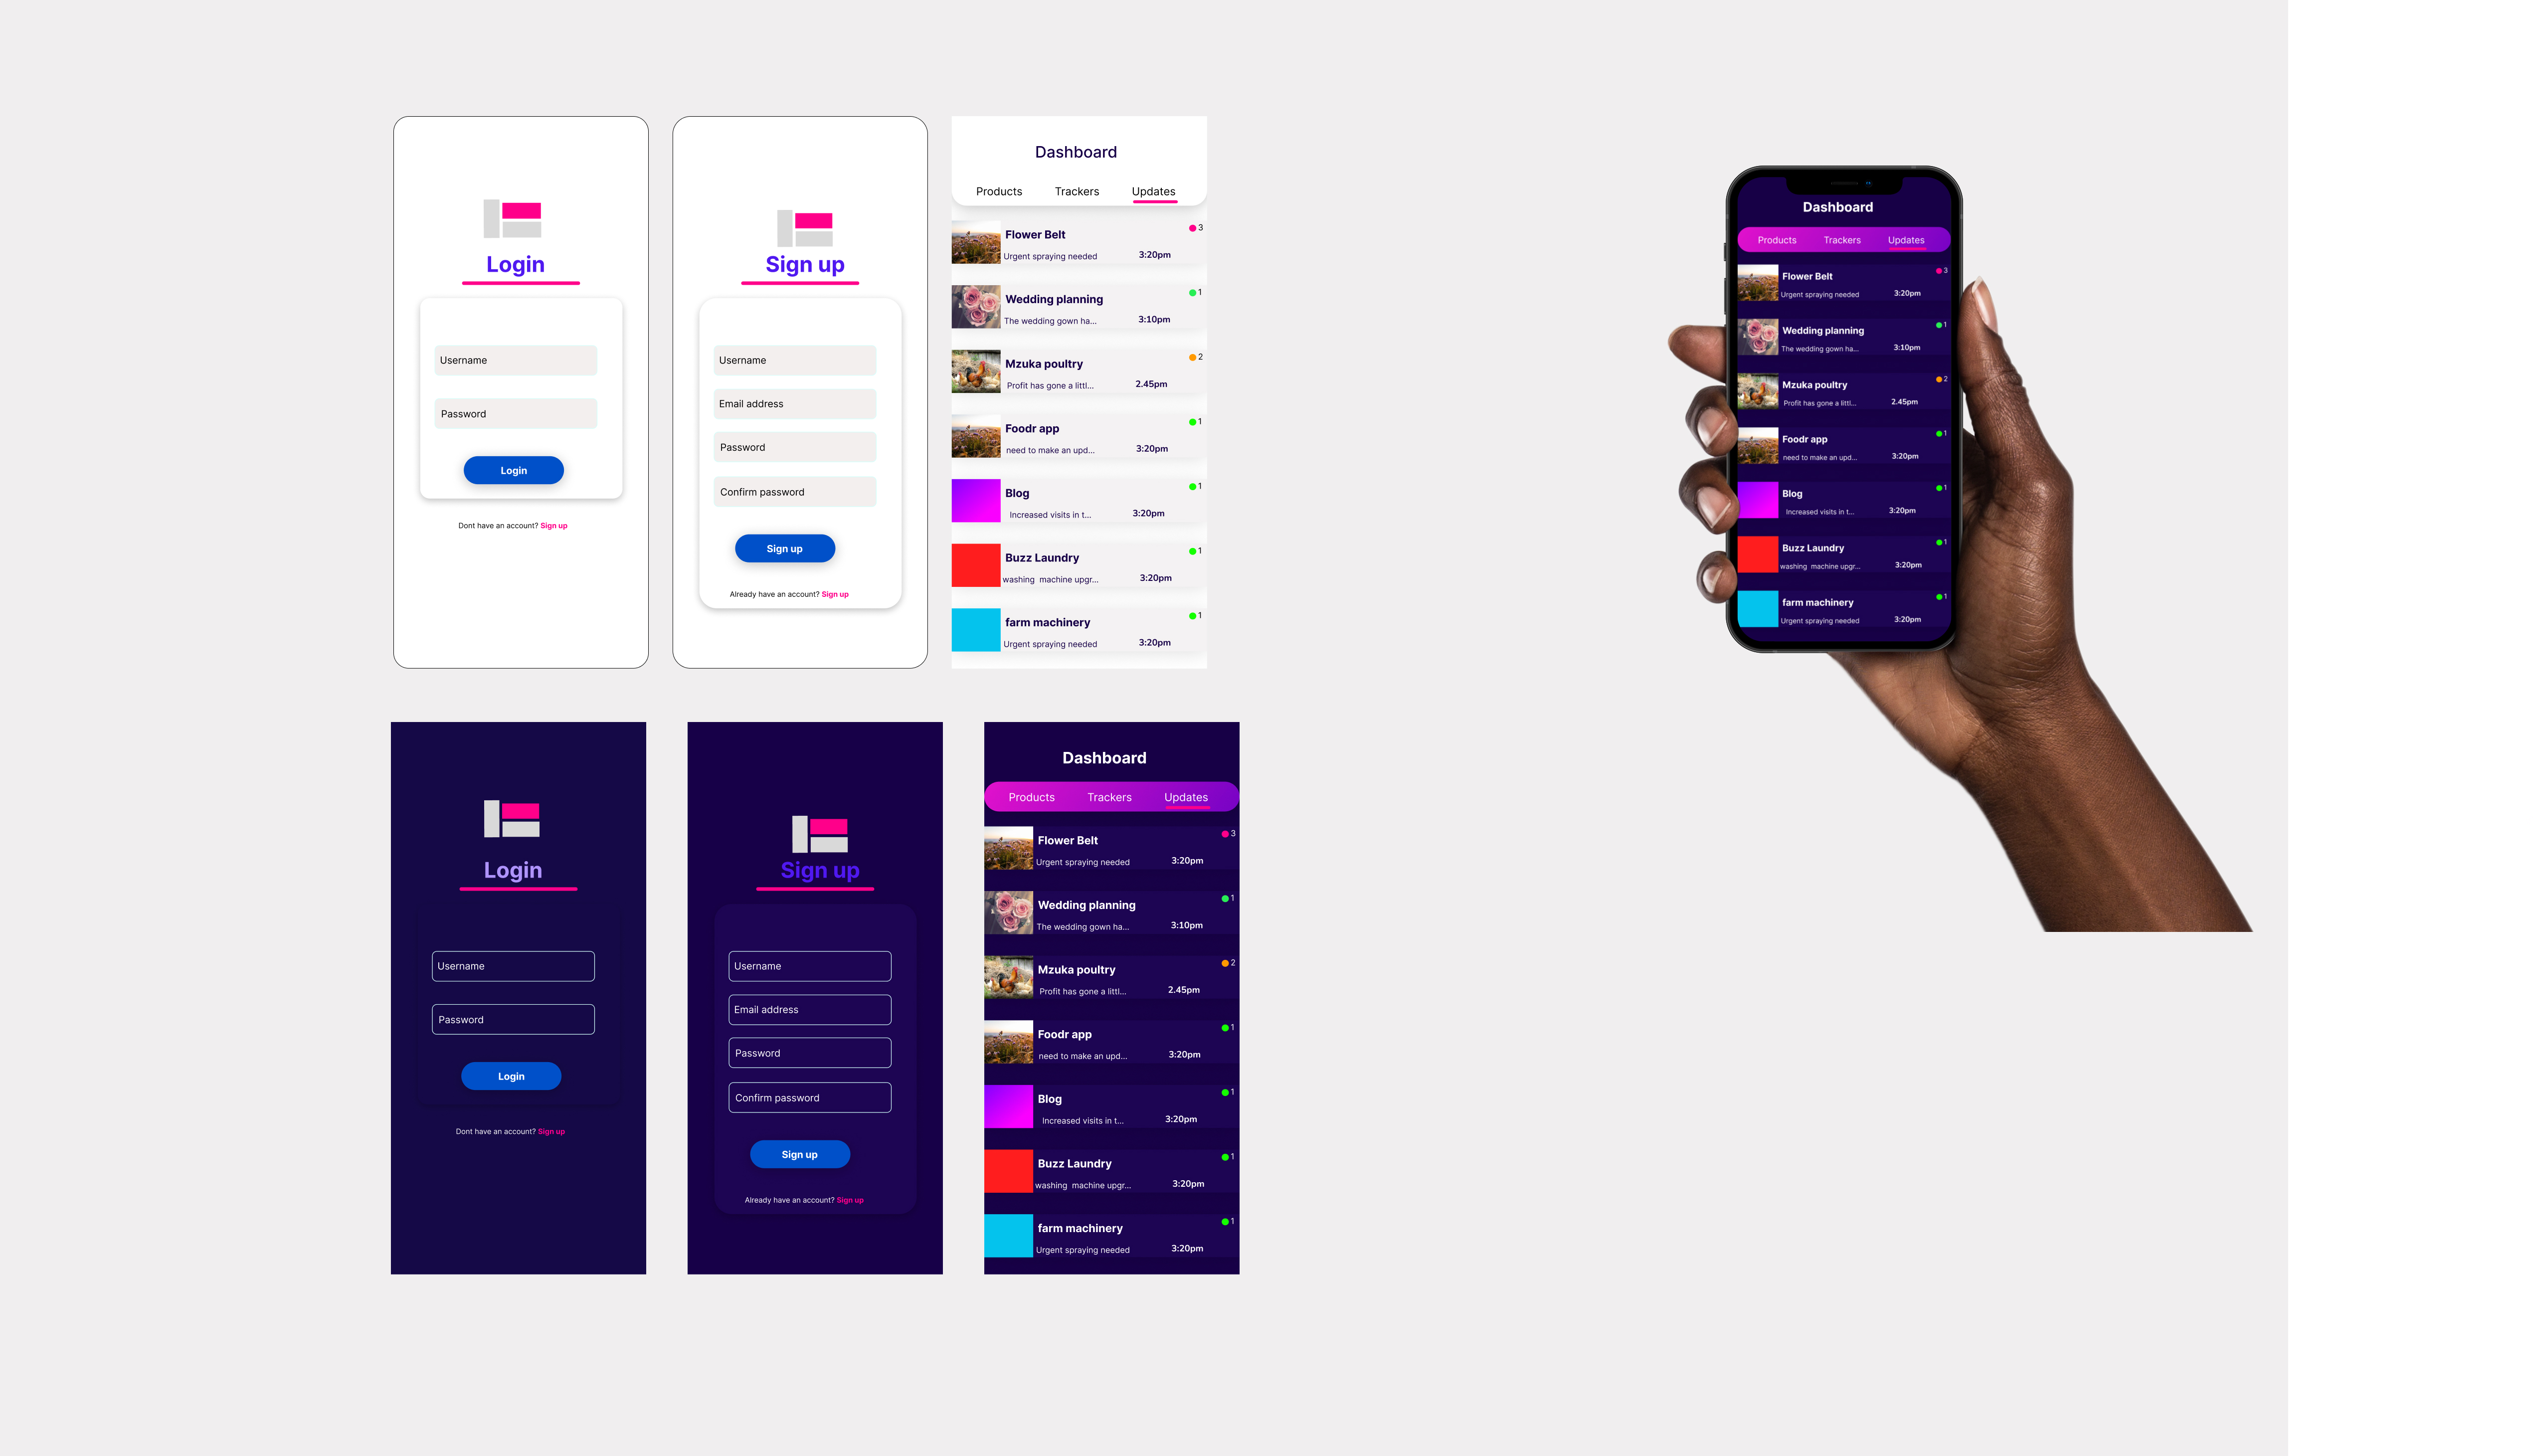 Login
Username
Password
Login
Dont have an account? Sign up
Sign up
Username
Email address
Password
Confirm password
Sign up
Already have an account? Sign up
Dashboard
Products Trackers Updates
Flower Belt 3
Urgent spraying needed 3:20pm
Wedding planning 1
The wedding gown ha... 3:10pm
Mzuka poultry 2
Profit has gone a littl... 2.45pm
Foodr app 1
need to make an upd... 3:20pm
Blog 1
Increased visits in t... 3:20pm
Buzz Laundry 1
washing machine upgr... 3:20pm
farm machinery 1
Urgent spraying needed 3:20pm
Dashboard
Products Trackers Updates
Flower Belt 3
Urgent spraying needed 3:20pm
Wedding planning 1
The wedding gown ha... 3:10pm
Mzuka poultry 2
Profit has gone a littl... 2.45pm
Foodr app 1
need to make an upd... 3:20pm
Blog 1
Increased visits in t... 3:20pm
Buzz Laundry 1
washing machine upgr... 3:20pm
farm machinery 1
Urgent spraying needed 3:20pm
Login
Username
Password
Login
Dont have an account? Sign up
Sign up
Username
Email address
Password
Confirm password
Sign up
Already have an account? Sign up
Dashboard
Products Trackers Updates
Flower Belt 3
Urgent spraying needed 3:20pm
Wedding planning 1
The wedding gown ha... 3:10pm
Mzuka poultry 2
Profit has gone a littl... 2.45pm
Foodr app 1
need to make an upd... 3:20pm
Blog 1
Increased visits in t... 3:20pm
Buzz Laundry 1
washing machine upgr... 3:20pm
farm machinery 1
Urgent spraying needed 3:20pm